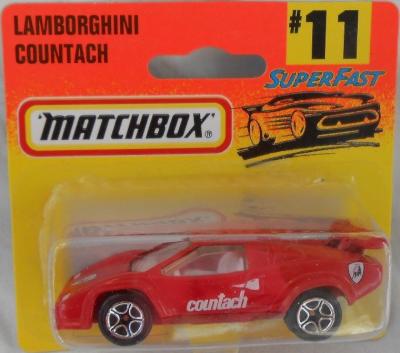 LAMBORGHINI
COUNTACH
#11
SUPERFAST
"MATCHBOX"®
countach